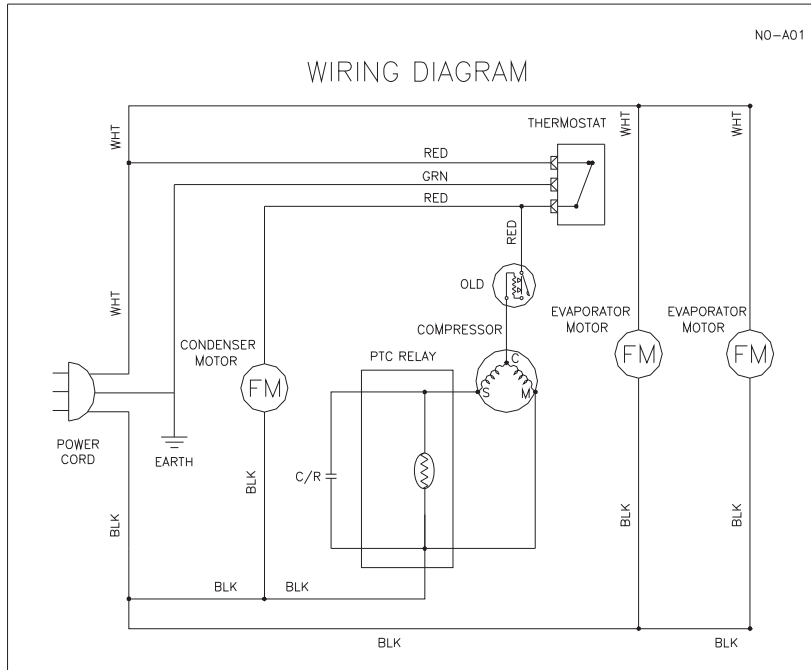 NO-A01
WIRING DIAGRAM
THERMOSTAT
WHT
WHT
WHT
RED
GRN
RED
RED
OLD
WHT
COMPRESSOR
EVAPORATOR
MOTOR
EVAPORATOR
MOTOR
CONDENSER
MOTOR
PTC RELAY
C
FM
FM
FM
S
M
POWER
CORD
EARTH
C/R
BLK
BLK
BLK
BLK
BLK
BLK
BLK
BLK